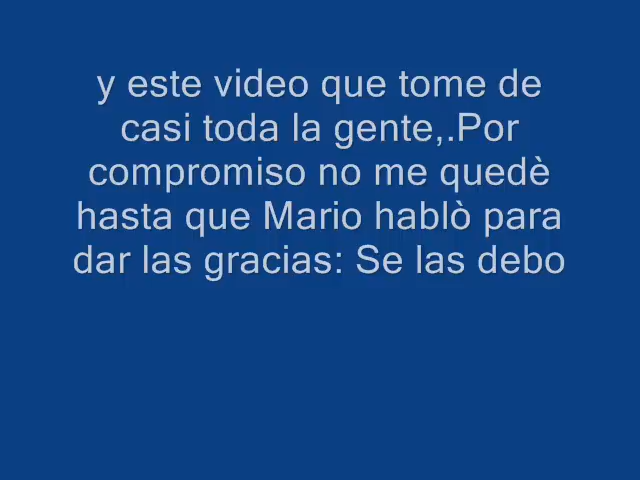 y este video que tome de
casi toda la gente,.Por
compromiso no me quedè
hasta que Mario hablò para
dar las gracias: Se las debo